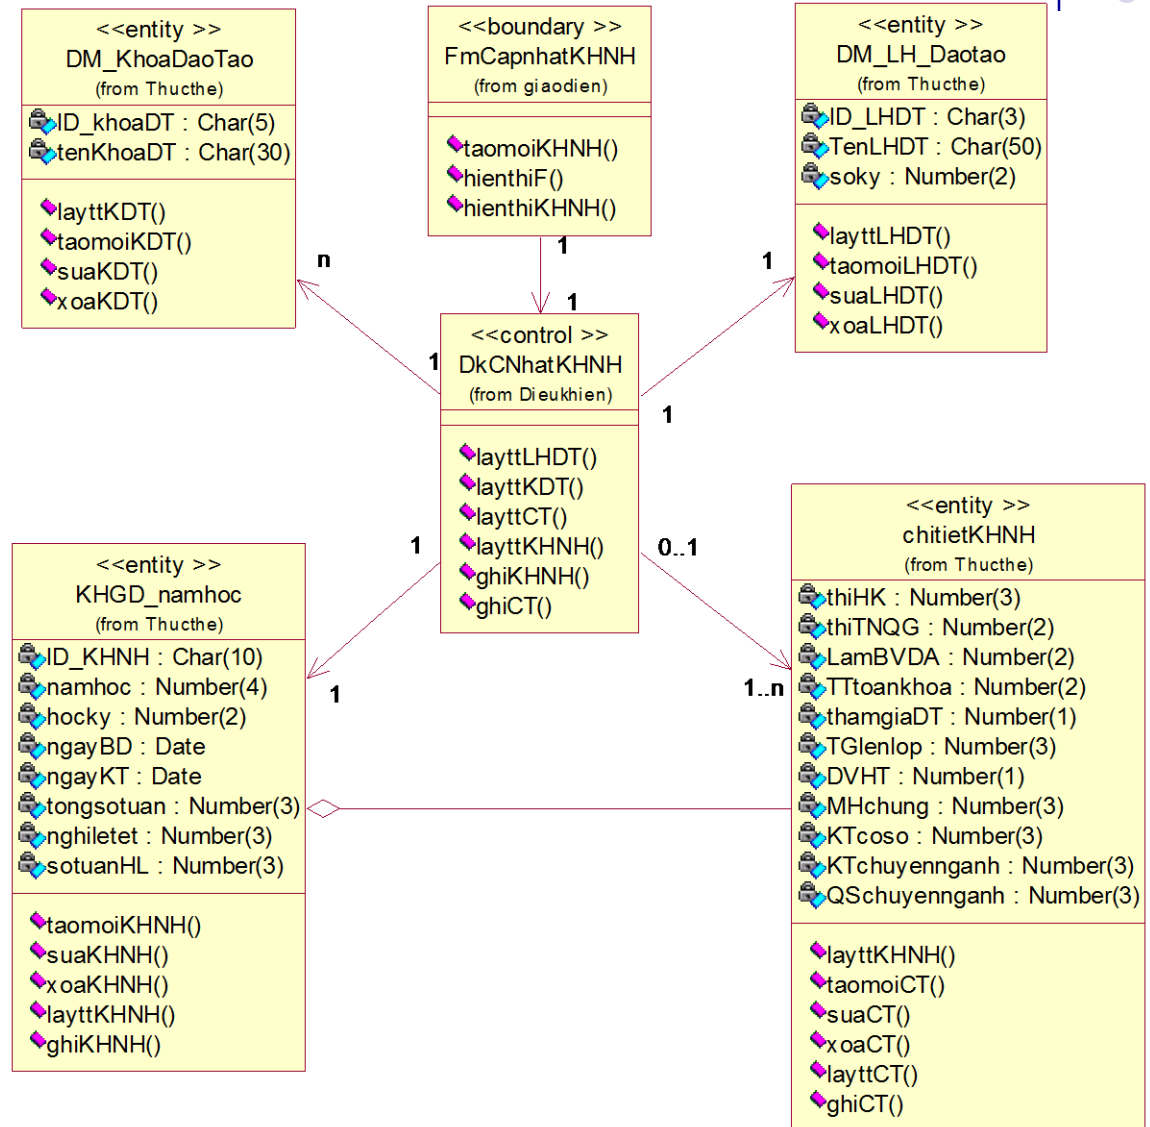 <<entity >>
DM_KhoaDaoTao
(from Thucthe)
ID_khoaDT : Char(5)
tenKhoaDT : Char(30)
layttKDT()
taomoiKDT()
suaKDT()
xoaKDT()
<<boundary >>
FmCapnhatKHNH
(from giaodien)
taomoiKHNH()
hienthiF()
hienthiKHNH()
<<entity >>
DM_LH_Daotao
(from Thucthe)
ID_LHDT : Char(3)
TenLHDT : Char(50)
soky : Number(2)
layttLHDT()
taomoiLHDT()
suaLHDT()
xoaLHDT()
n
1
1
1
1
1
<<control >>
DkCNhatKHNH
(from Dieukhien)
layttLHDT()
layttKDT()
layttCT()
layttKHNH()
ghiKHNH()
ghiCT()
1
1
0..1
1..n
<<entity >>
KHGD_namhoc
(from Thucthe)
ID_KHNH : Char(10)
namhoc : Number(4)
hocky : Number(2)
ngayBD : Date
ngayKT : Date
tongsotuan : Number(3)
nghiletet : Number(3)
sotuanHL : Number(3)
taomoiKHNH()
suaKHNH()
xoaKHNH()
layttKHNH()
ghiKHNH()
<<entity >>
chitietKHNH
(from Thucthe)
thiHK : Number(3)
thiTNQG : Number(2)
LamBVDA : Number(2)
TTtoankhoa : Number(2)
thamgiaDT : Number(1)
TGlenlop : Number(3)
DVHT : Number(1)
MHchung : Number(3)
KTcoso : Number(3)
KTchuyennganh : Number(3)
QSchuyennganh : Number(3)
layttKHNH()
taomoiCT()
suaCT()
xoaCT()
layttCT()
ghiCT()